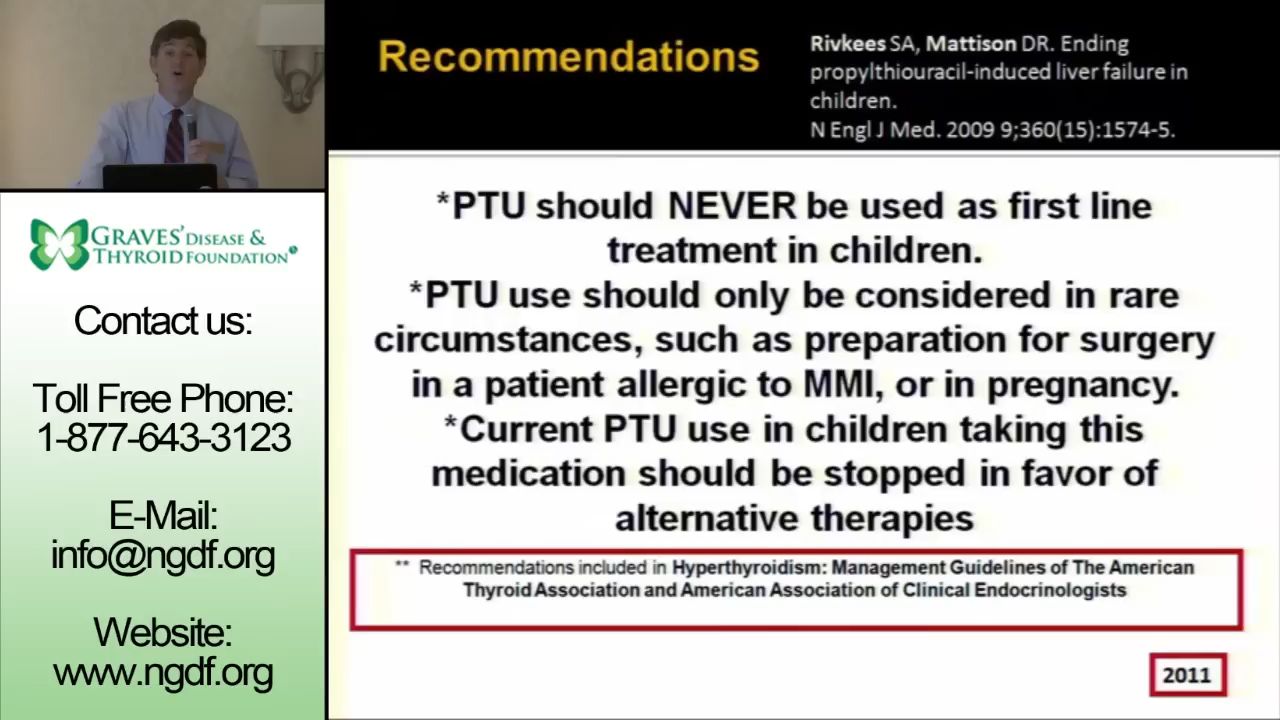 Recommendations
Rivkees SA, Mattison DR. Ending
propylthiouracil-induced liver failure in
children.
N Engl J Med. 2009 9;360(15):1574-5.
*PTU should NEVER be used as first line
treatment in children.
*PTU use should only be considered in rare
circumstances, such as preparation for surgery
in a patient allergic to MMI, or in pregnancy.
*Current PTU use in children taking this
medication should be stopped in favor of
alternative therapies
** Recommendations included in Hyperthyroidism: Management Guidelines of The American
Thyroid Association and American Association of Clinical Endocrinologists
2011
GRAVES' DISEASE &
THYROID FOUNDATION
Contact us:
Toll Free Phone:
1-877-643-3123
E-Mail:
info@ngdf.org
Website:
www.ngdf.org